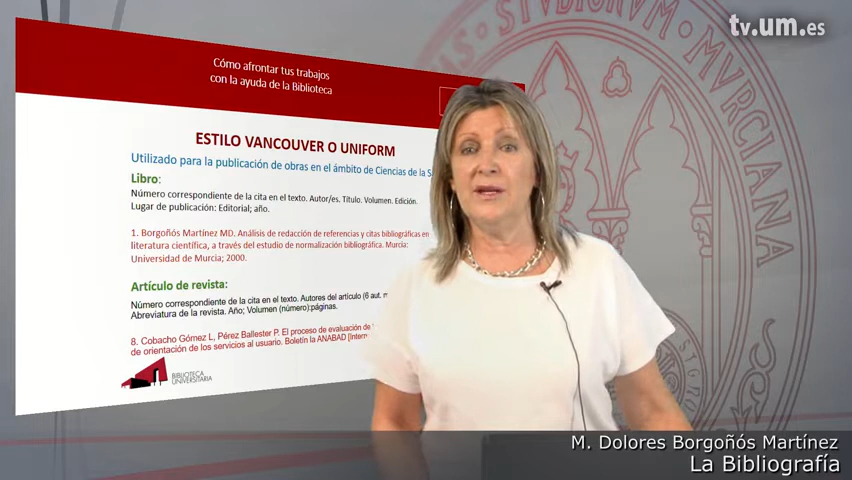 tv.um.es
STVDIORVM
MVRCIANA
Cómo afrontar tus trabajos
con la ayuda de la Biblioteca
ESTILO VANCOUVER O UNIFORM
Utilizado para la publicación de obras en el ámbito de Ciencias de la
Libro:
Número correspondiente de la cita en el texto. Autor/es. Título. Volumen. Edición.
Lugar de publicación: Editorial; año.
1. Borgoñós Martínez MD. Análisis de redacción de referencias y citas bibliográficas en
literatura científica, a través del estudio de normalización bibliográfica. Murcia:
Universidad de Murcia; 2000.
Artículo de revista:
Número correspondiente de la cita en el texto. Autores del artículo (6 aut.
Abreviatura de la revista. Año; Volumen (número):páginas.
8. Cobacho Gómez L, Pérez Ballester P. El proceso de evaluación de
de orientación de los servicios al usuario. Boletín la ANABAD
BIBLIOTECA
UNIVERSITARIA
M. Dolores Borgoñós Martínez
La Bibliografía